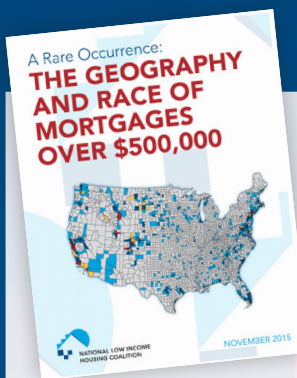 A Rare Occurrence:
THE GEOGRAPHY
AND RACE OF
MORTGAGES
OVER $500,000
NATIONAL LOW INCOME
HOUSING COALITION
NOVEMBER 2015